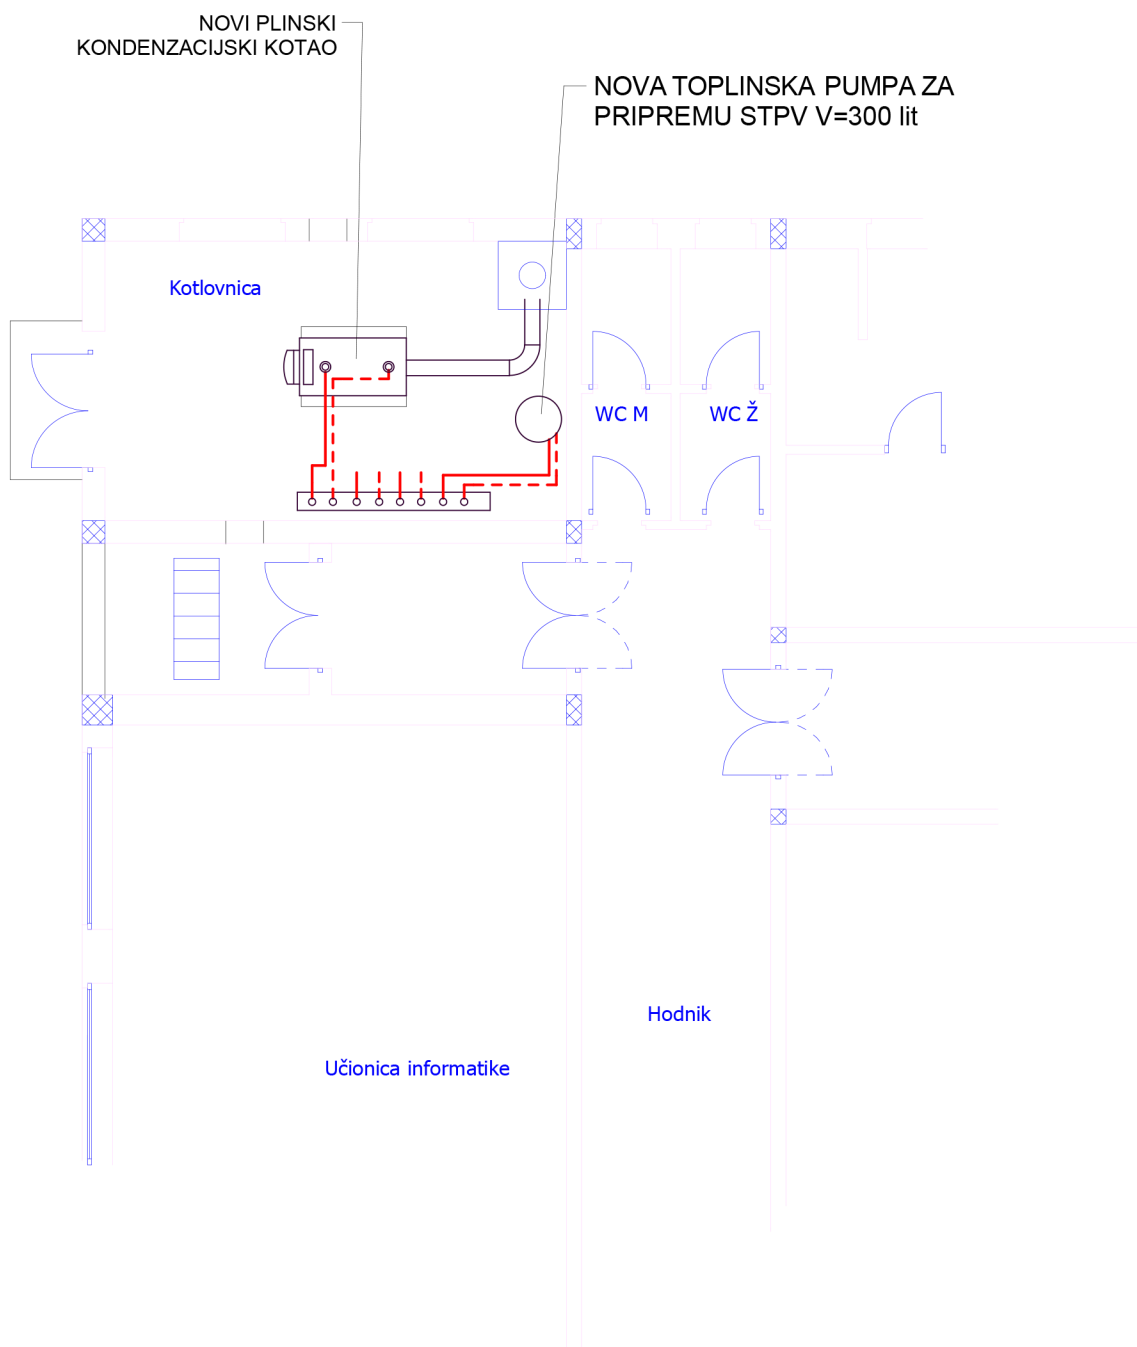 NOVI PLINSKI
KONDENZACIJSKI KOTAO
NOVA TOPLINSKA PUMPA ZA
PRIPREMU STPV V=300 lit
Kotlovnica
WC M
WC Ž
Hodnik
Učionica informatike